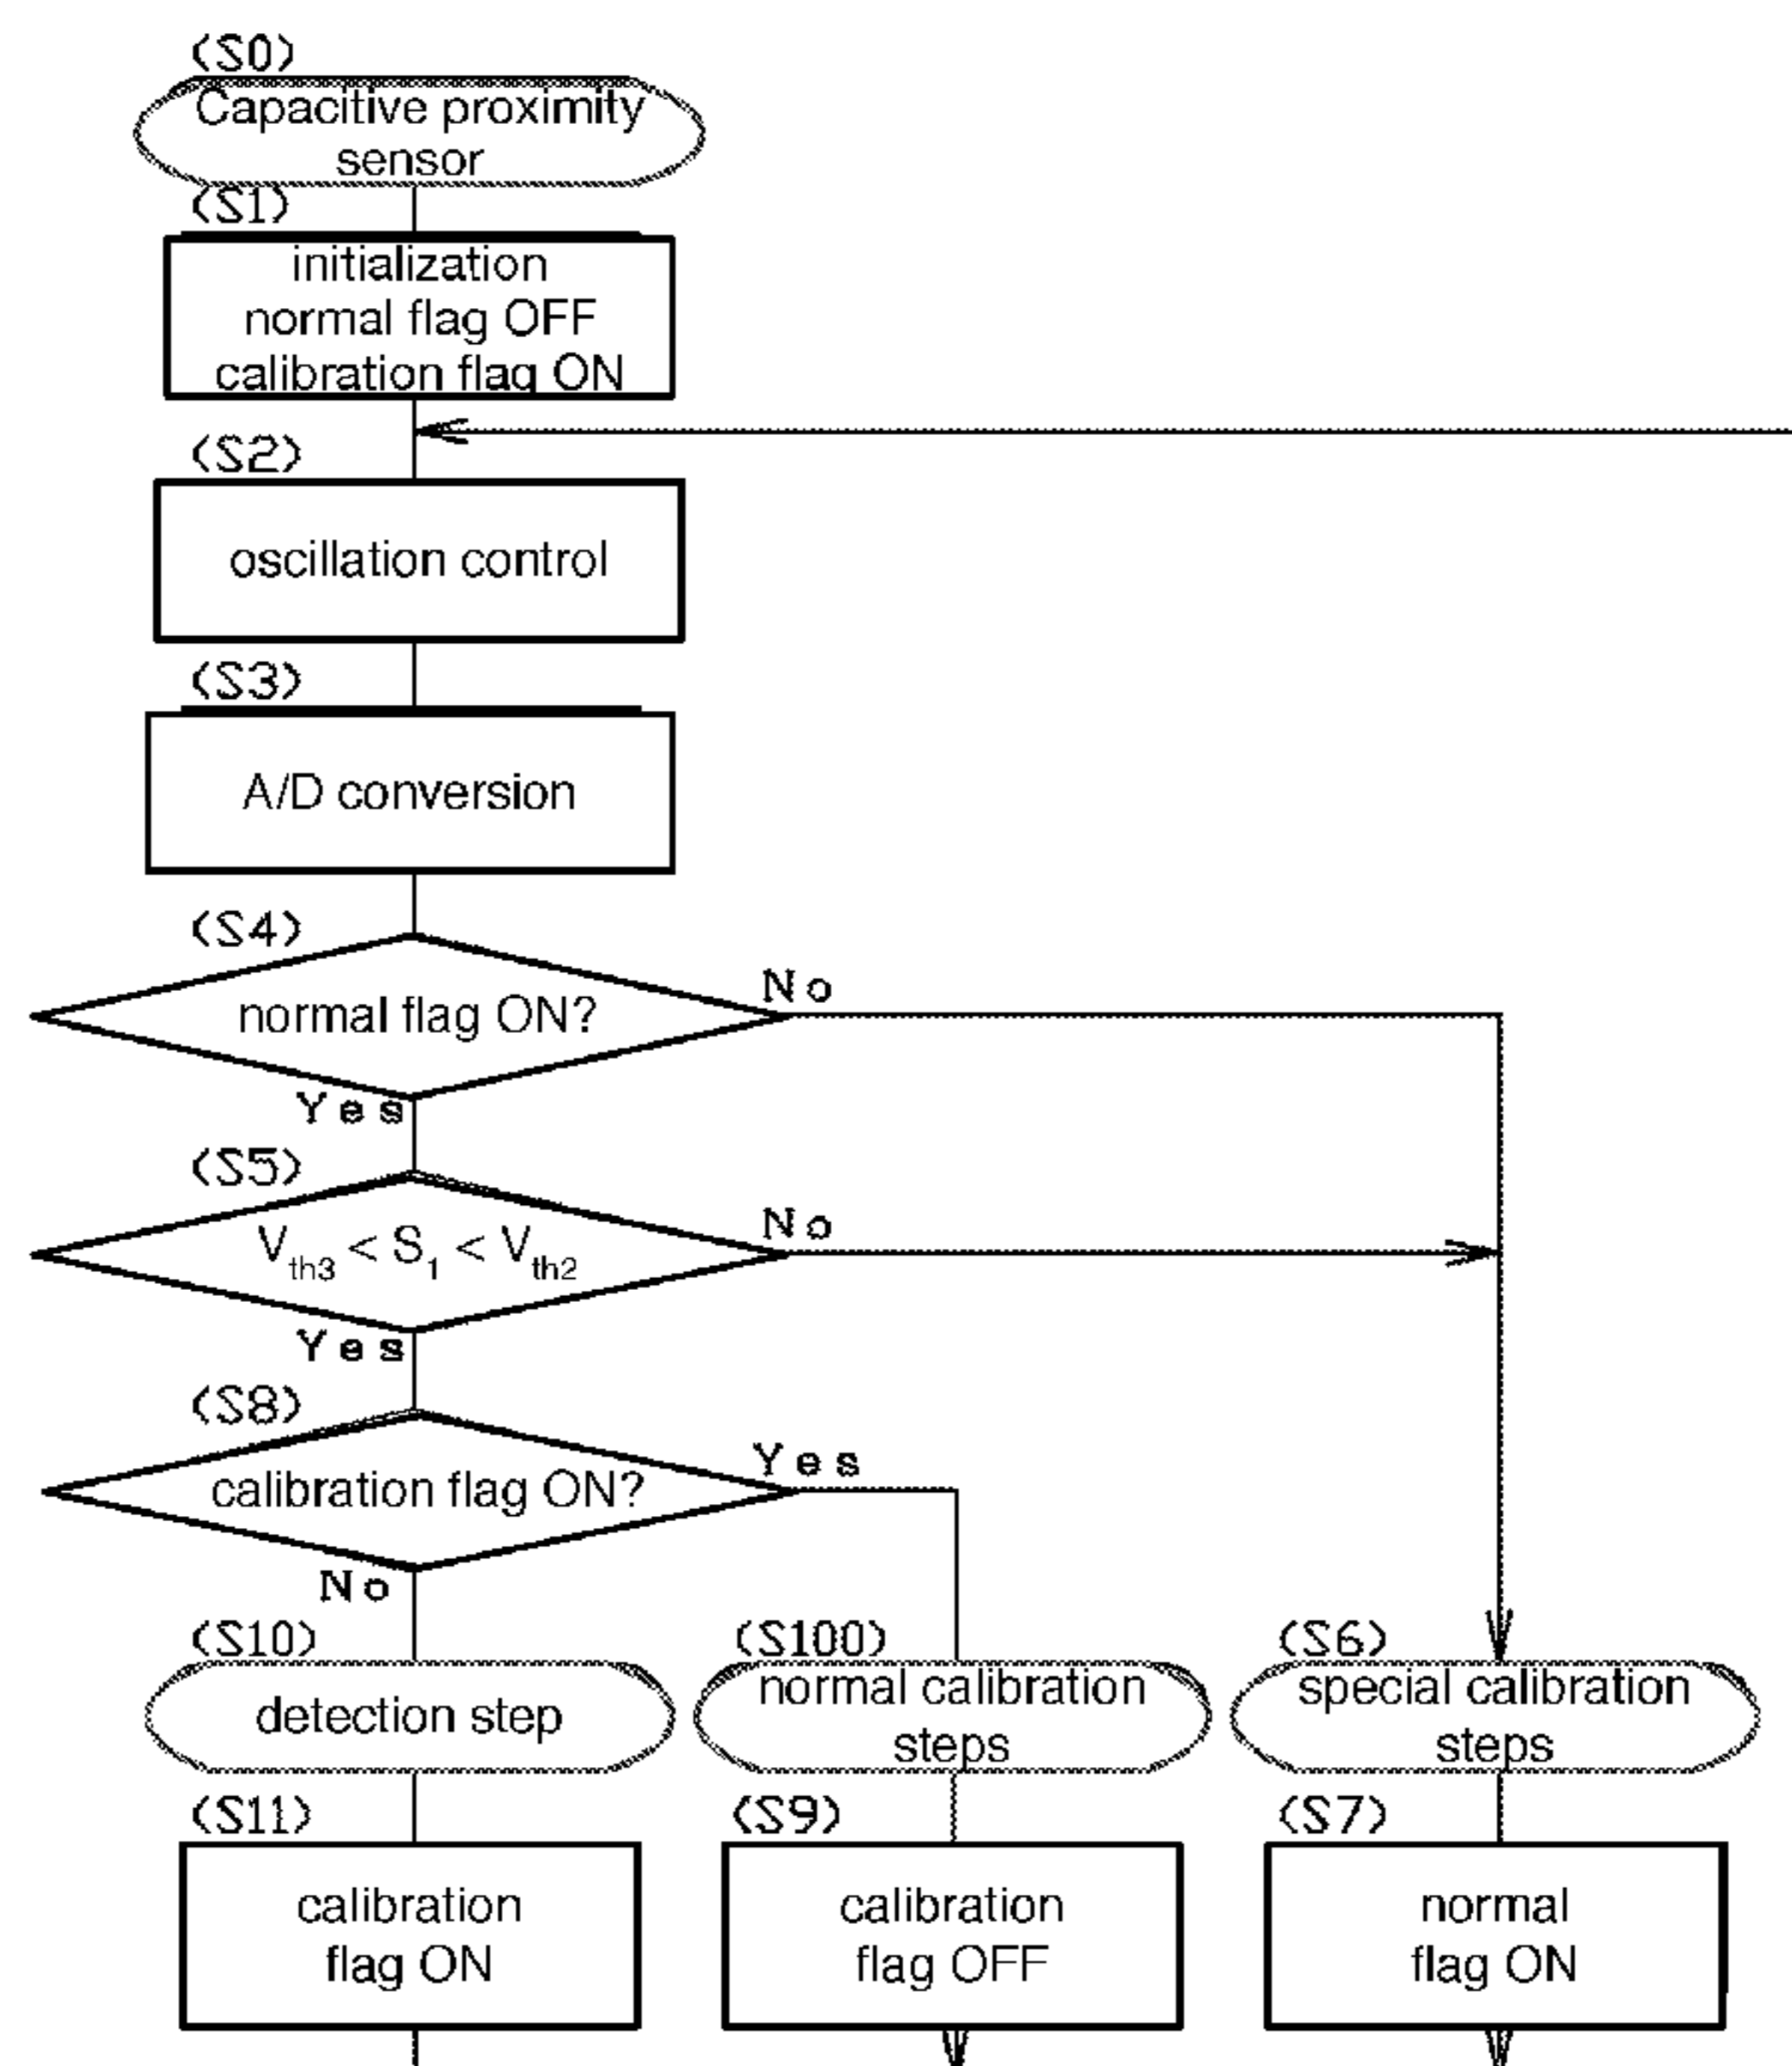 (S0)
Capacitive proximity
sensor
(S1)
initialization
normal flag OFF
calibration flag ON
(S2)
oscillation control
(S3)
A/D conversion
(S4)
normal flag ON?
No
Yes
(S5)
Vth3 < S1 < Vth2
No
Yes
(S8)
calibration flag ON?
Yes
No
(S10)
detection step
(S100)
normal calibration
steps
(S6)
special calibration
steps
(S11)
calibration
flag ON
(S9)
calibration
flag OFF
(S7)
normal
flag ON